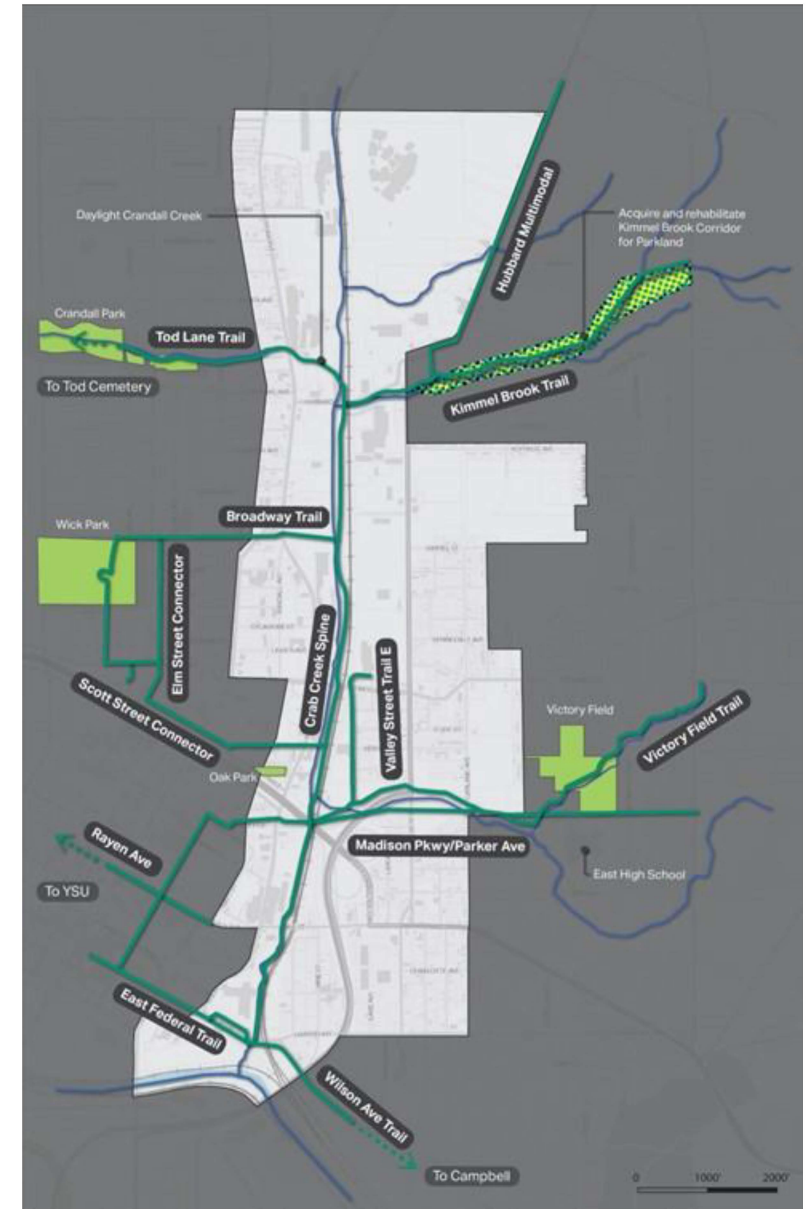 Hubbard Multimodal
Daylight Crandall Creek
Acquire and rehabilitate
Kimmel Brook Corridor
for Parkland
Crandall Park
Tod Lane Trail
To Tod Cemetery
Kimmel Brook Trail
Wick Park
Broadway Trail
Elm Street Connector
Crab Creek Spine
Valley Street Trail E
Scott Street Connector
Victory Field
Victory Field Trail
Oak Park
Rayen Ave
Madison Pkwy/Parker Ave
East High School
To YSU
East Federal Trail
Wilson Ave Trail
To Campbell
0 1000' 2000'